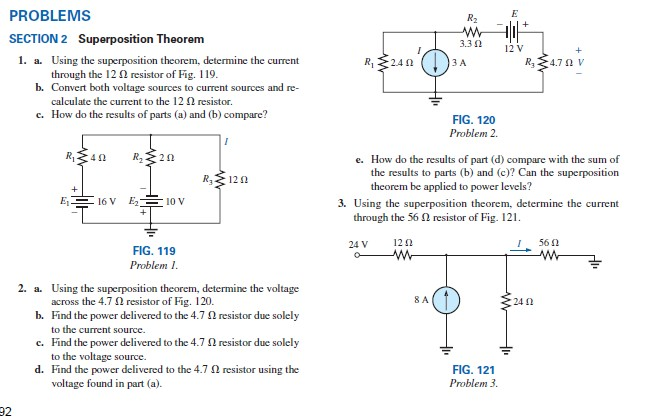 PROBLEMS
SECTION 2 Superposition Theorem
1. a. Using the superposition theorem, determine the current
through the 12 Ω resistor of Fig. 119.
b. Convert both voltage sources to current sources and re-
calculate the current to the 12 Ω resistor.
c. How do the results of parts (a) and (b) compare?
I
R1 4 Ω R2 2 Ω
R3 12 Ω
+ −
E1 16 V E2 10 V
− +
FIG. 119
Problem 1.
2. a. Using the superposition theorem, determine the voltage
across the 4.7 Ω resistor of Fig. 120.
b. Find the power delivered to the 4.7 Ω resistor due solely
to the current source.
c. Find the power delivered to the 4.7 Ω resistor due solely
to the voltage source.
d. Find the power delivered to the 4.7 Ω resistor using the
voltage found in part (a).
92
R2 E
− +
3.3 Ω 12 V
I +
R1 2.4 Ω 3 A R3 4.7 Ω V
−
FIG. 120
Problem 2.
e. How do the results of part (d) compare with the sum of
the results to parts (b) and (c)? Can the superposition
theorem be applied to power levels?
3. Using the superposition theorem, determine the current
through the 56 Ω resistor of Fig. 121.
24 V 12 Ω I 56 Ω
8 A 24 Ω
FIG. 121
Problem 3.